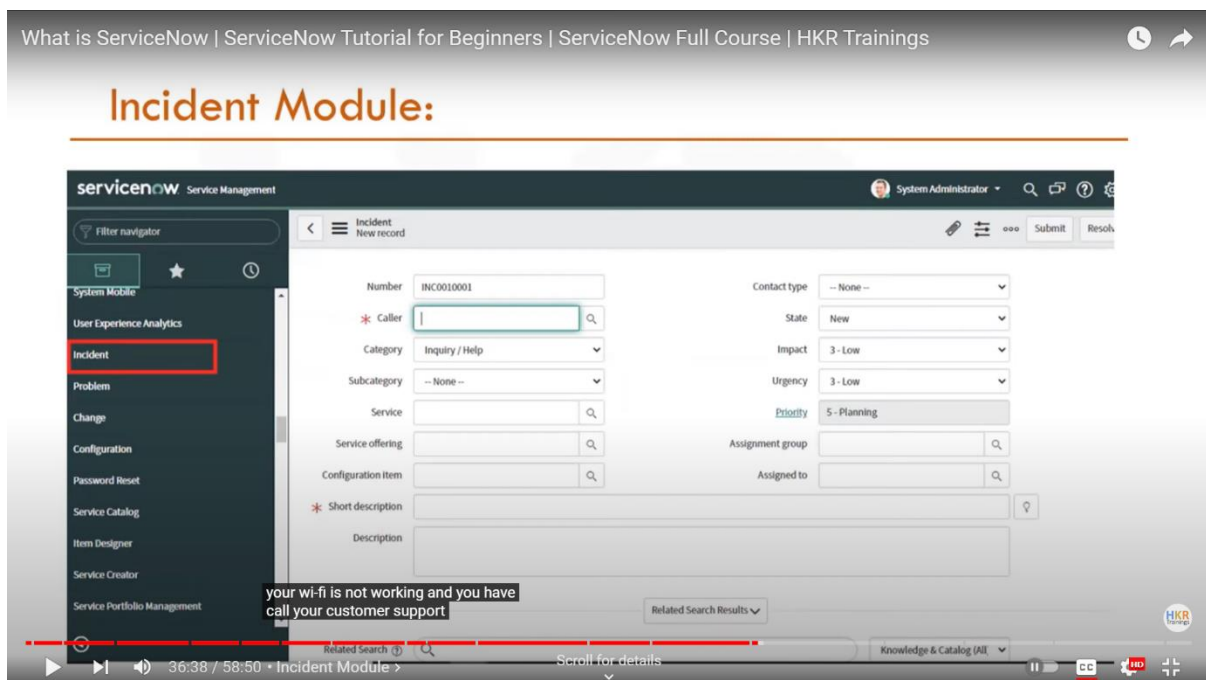 What is ServiceNow | ServiceNow Tutorial for Beginners | ServiceNow Full Course | HKR Trainings
Incident Module:
servicenow Service Management
System Administrator
Filter navigator
Incident
New record
Submit
Resolv
System Mobile
User Experience Analytics
Incident
Problem
Change
Configuration
Password Reset
Service Catalog
Item Designer
Service Creator
Service Portfolio Management
Number INC0010001
Caller
Category Inquiry / Help
Subcategory -- None --
Service
Service offering
Configuration item
Short description
Description
Contact type -- None --
State New
Impact 3 - Low
Urgency 3 - Low
Priority 5 - Planning
Assignment group
Assigned to
Related Search Results
Related Search
Knowledge & Catalog (All
your wi-fi is not working and you have
call your customer support
HKR
Trainings
36:38 / 58:50 • Incident Module >
Scroll for details
CC
HD